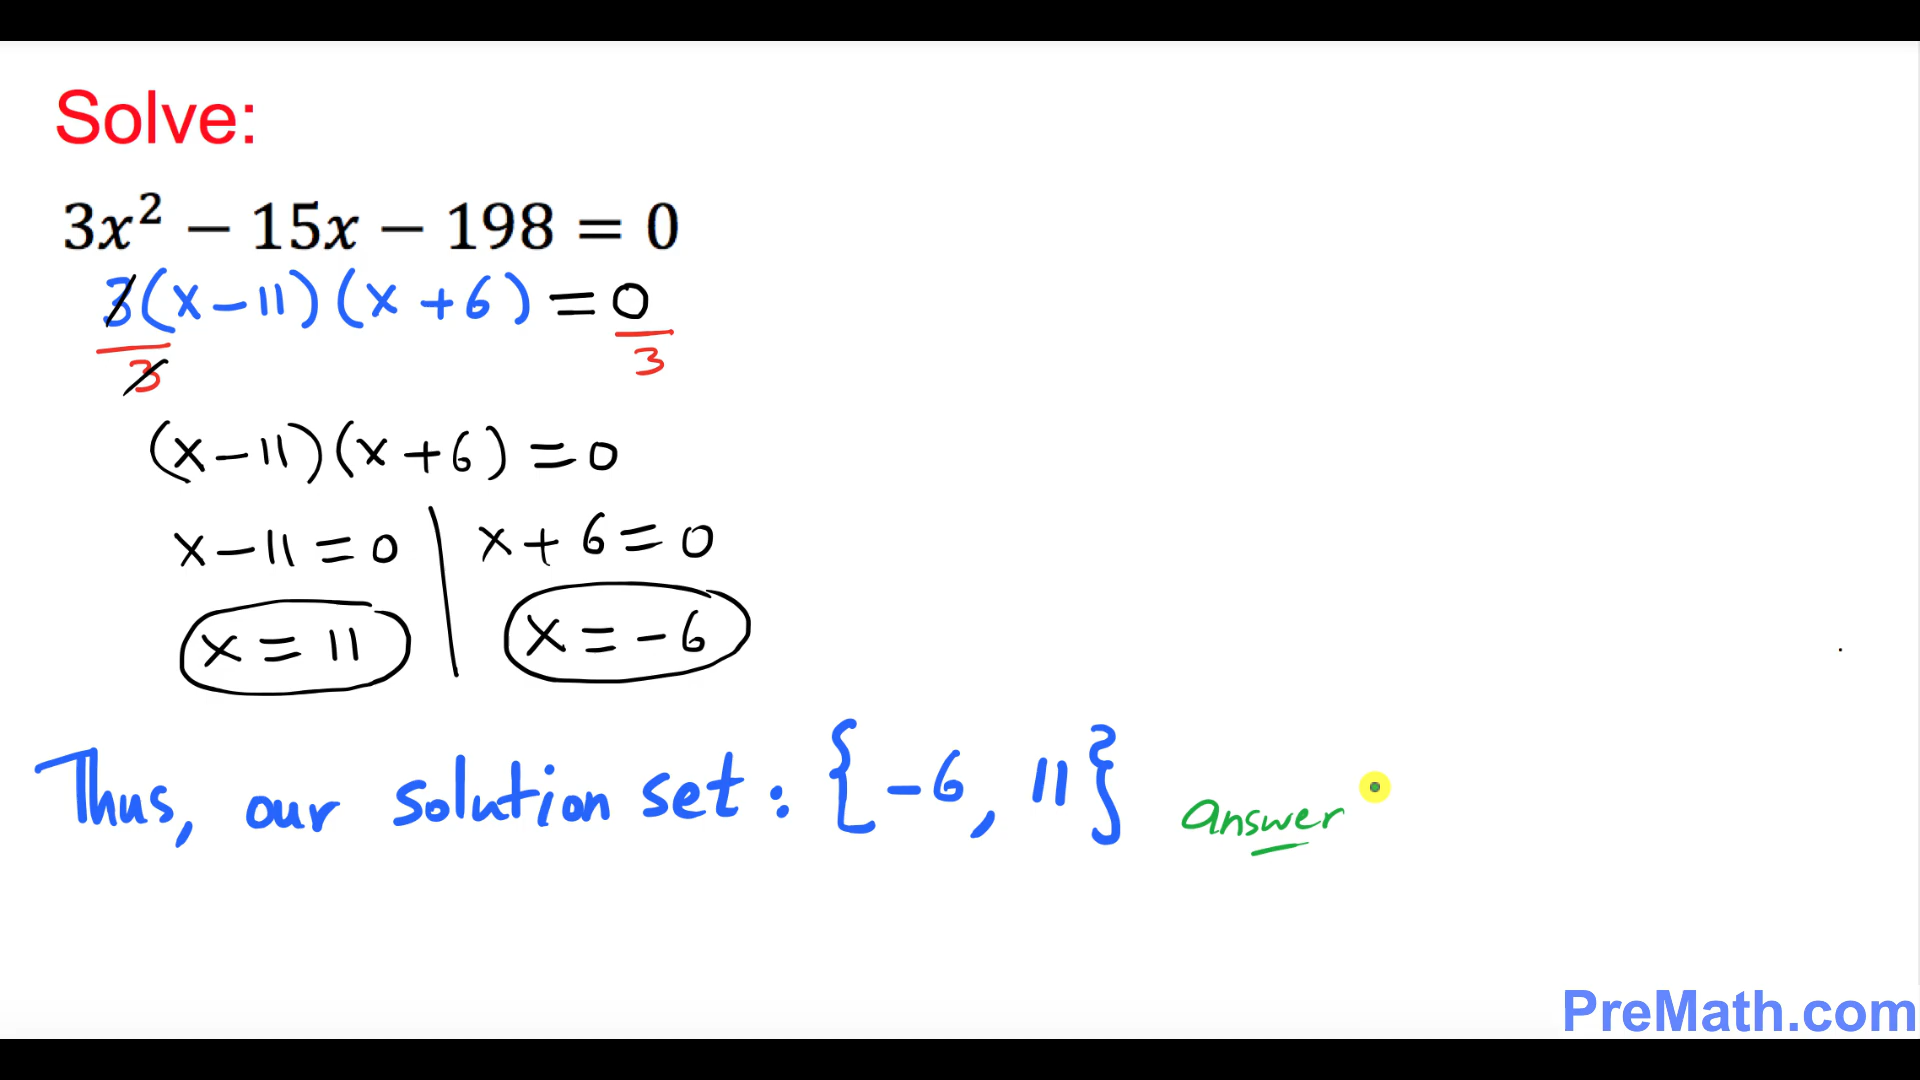 Solve:
3x² − 15x − 198 = 0
3(x-11)(x+6) = 0
3 3
(x-11)(x+6) = 0
x-11 = 0 | x+6 = 0
x = 11 x = -6
Thus, our solution set: {-6, 11} answer
PreMath.com